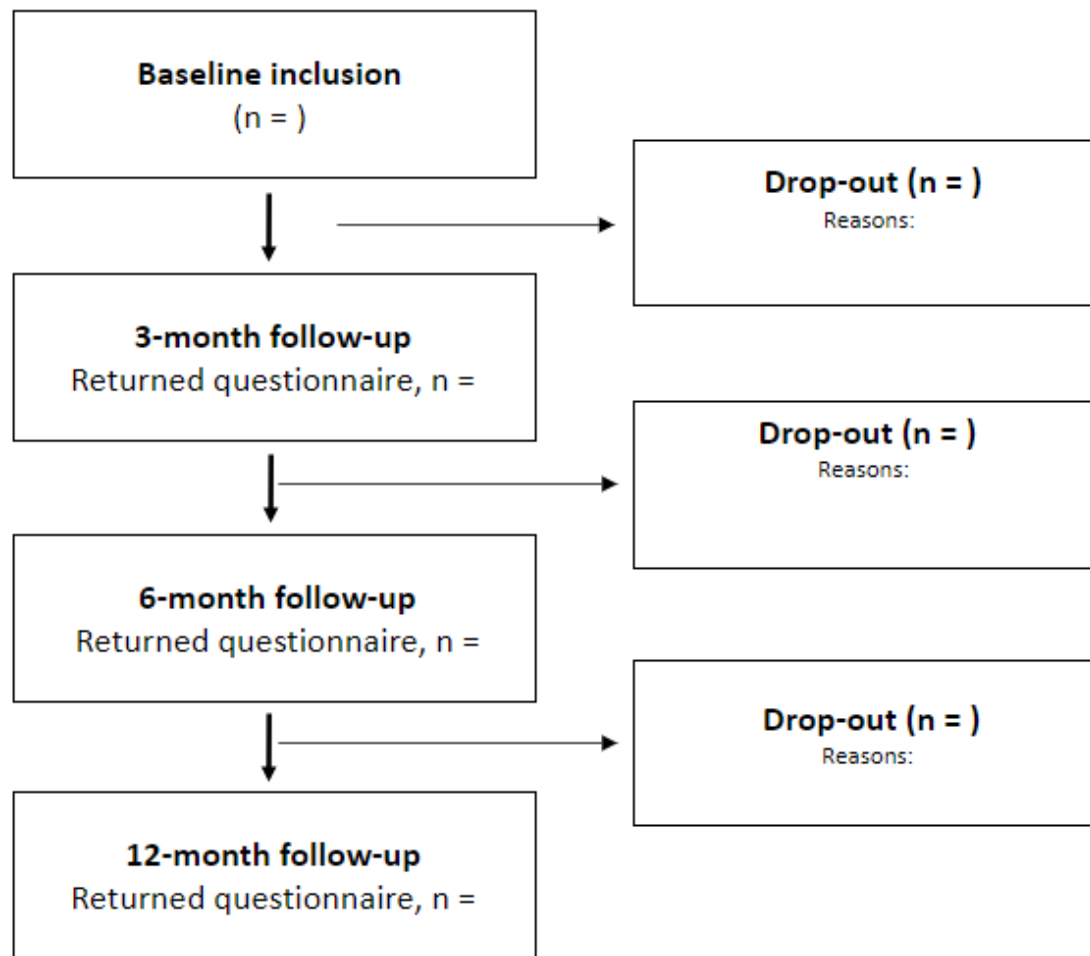 Baseline inclusion
(n = )
Drop-out (n = )
Reasons:
3-month follow-up
Returned questionnaire, n =
Drop-out (n = )
Reasons:
6-month follow-up
Returned questionnaire, n =
Drop-out (n = )
Reasons:
12-month follow-up
Returned questionnaire, n =